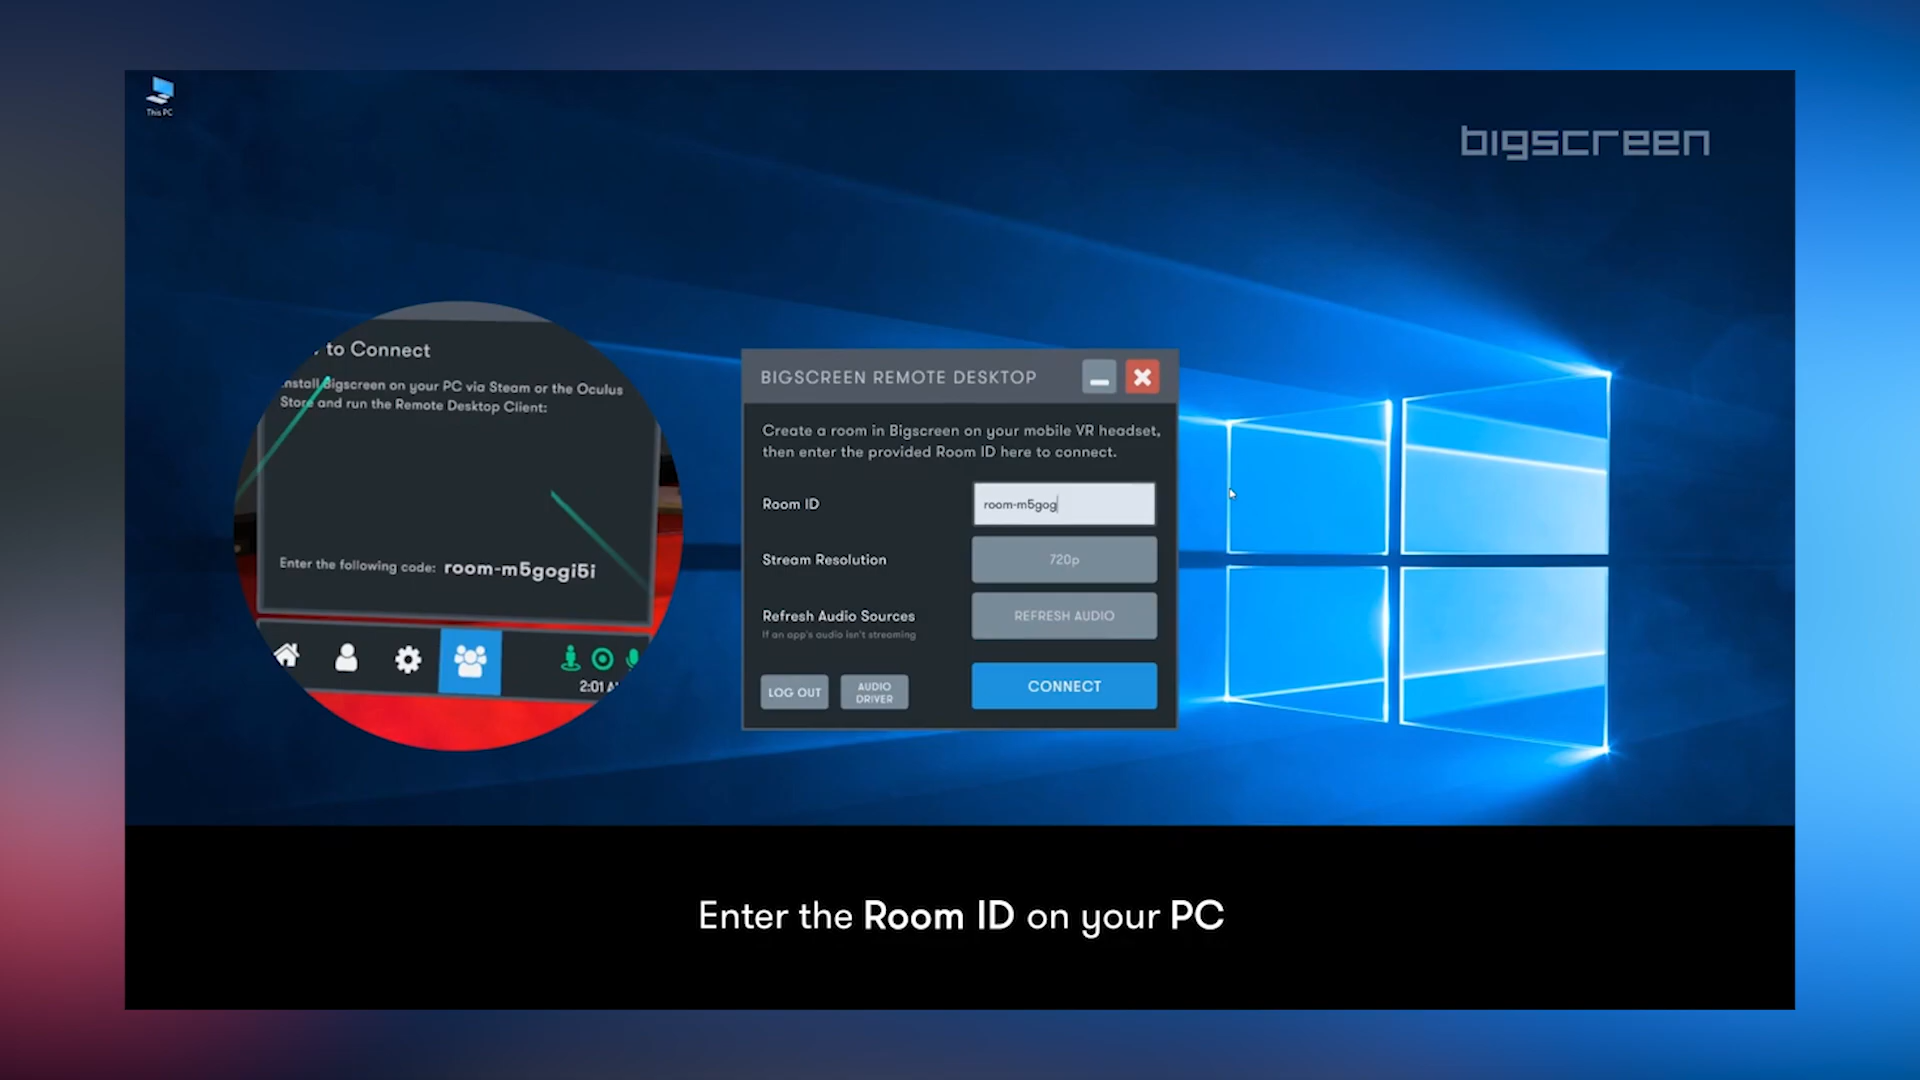 This PC
bigscreen
to Connect
Install Bigscreen on your PC via Steam or the Oculus
Store and run the Remote Desktop Client:
Enter the following code: room-m5gogi5i
2:01
BIGSCREEN REMOTE DESKTOP
Create a room in Bigscreen on your mobile VR headset,
then enter the provided Room ID here to connect.
Room ID
room-m5gog
Stream Resolution
720p
Refresh Audio Sources
REFRESH AUDIO
If an app's audio isn't streaming
LOG OUT
AUDIO
DRIVER
CONNECT
Enter the Room ID on your PC